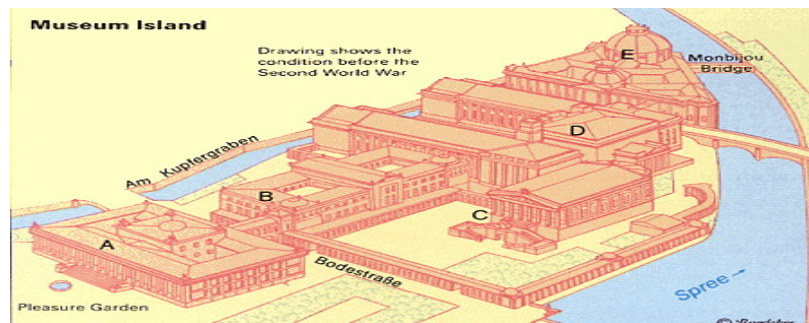 Museum Island
Drawing shows the
condition before the
Second World War
E
Monbijou
Bridge
D
Am Kupfergraben
B
C
A
Bodestraße
Pleasure Garden
Spree
© Baedeker